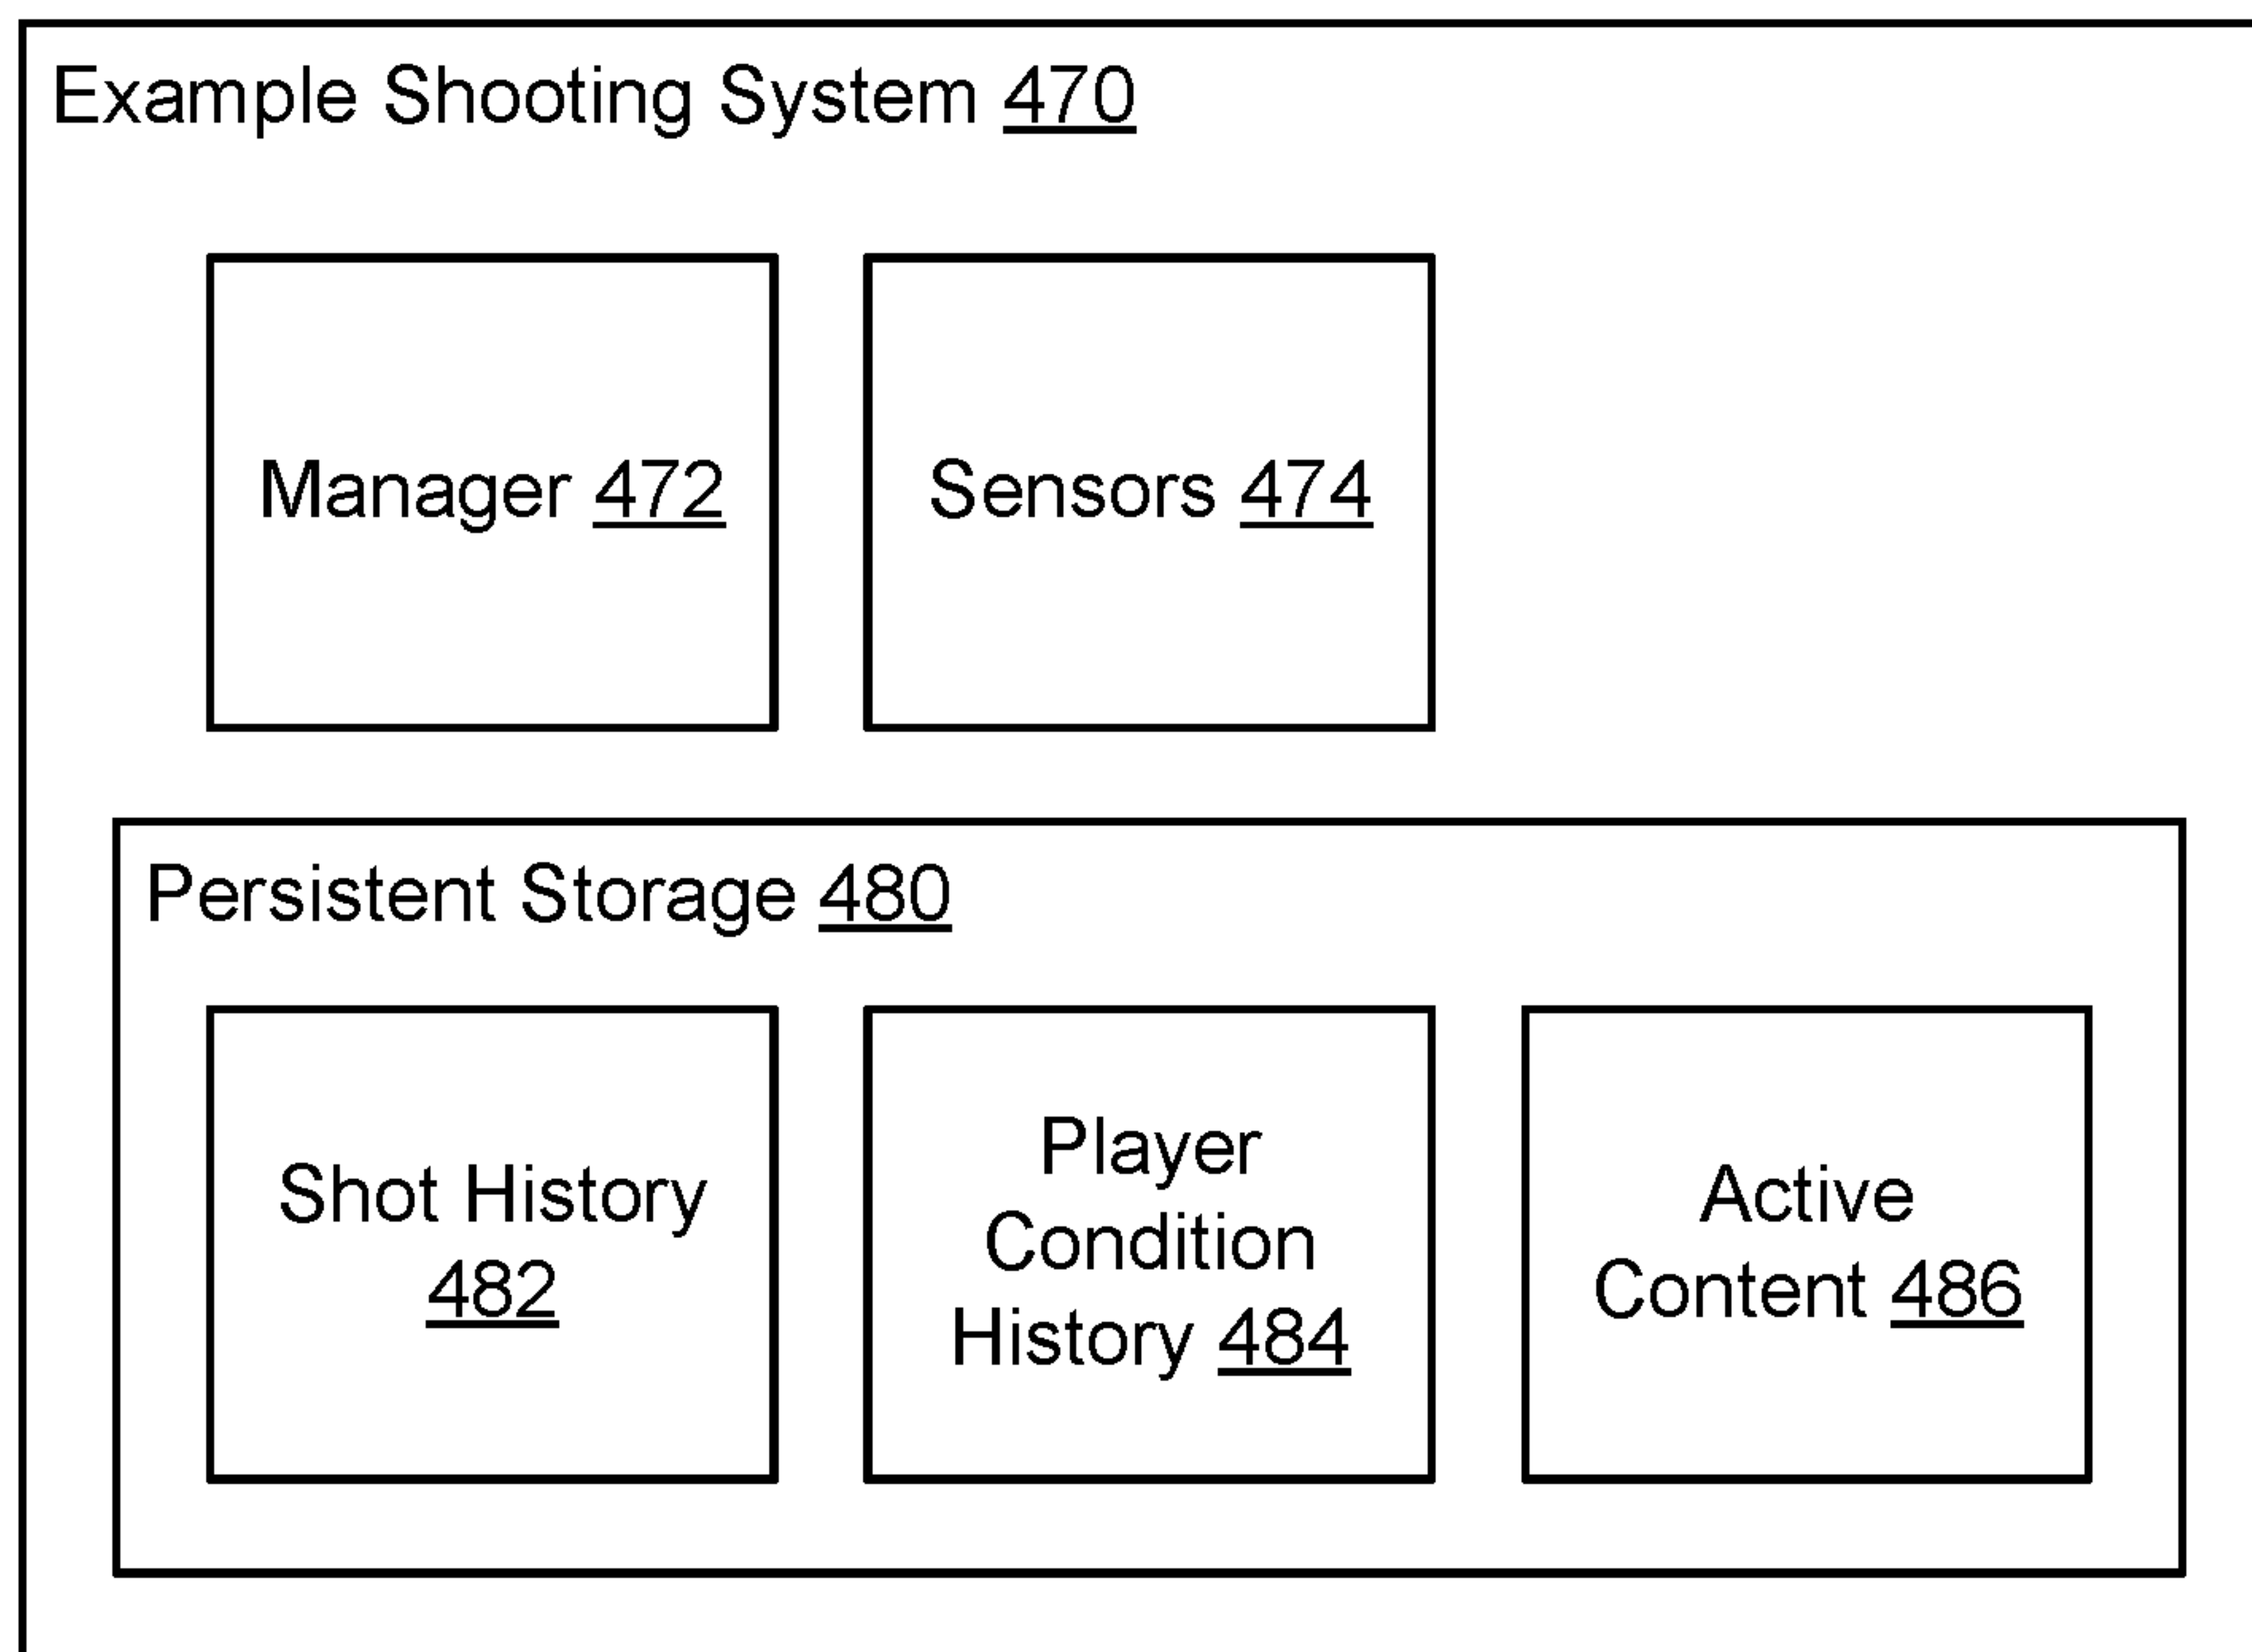 Example Shooting System 470
Manager 472
Sensors 474
Persistent Storage 480
Shot History
482
Player
Condition
History 484
Active
Content 486